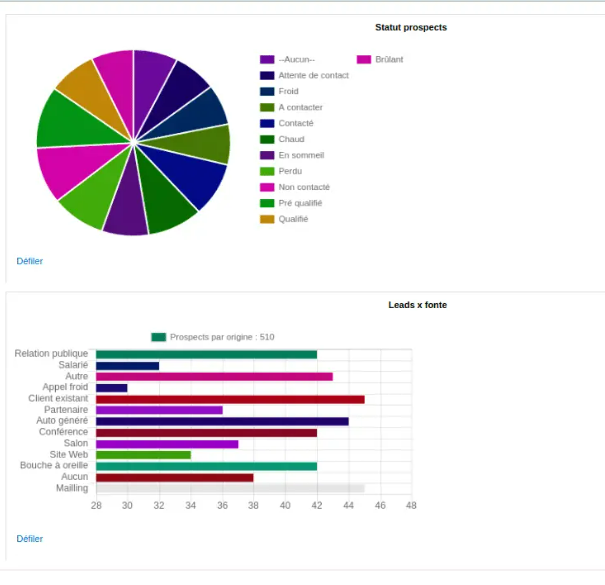 Statut prospects
--Aucun--
Brûlant
Attente de contact
Froid
A contacter
Contacté
Chaud
En sommeil
Perdu
Non contacté
Pré qualifié
Qualifié
Défiler
Leads x fonte
Prospects par origine : 510
Relation publique
Salarié
Autre
Appel froid
Client existant
Partenaire
Auto généré
Conférence
Salon
Site Web
Bouche à oreille
Aucun
Mailling
28 30 32 34 36 38 40 42 44 46 48
Défiler